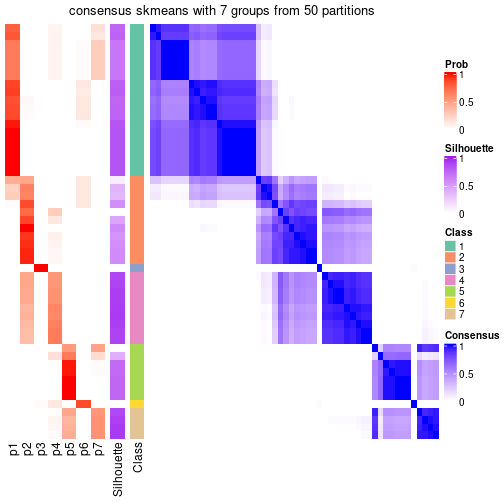 consensus skmeans with 7 groups from 50 partitions
Prob
1
0.5
0
Silhouette
1
0.5
0
Class
1
2
3
4
5
6
7
Consensus
1
0.5
0
p1
p2
p3
p4
p5
p6
p7
Silhouette
Class